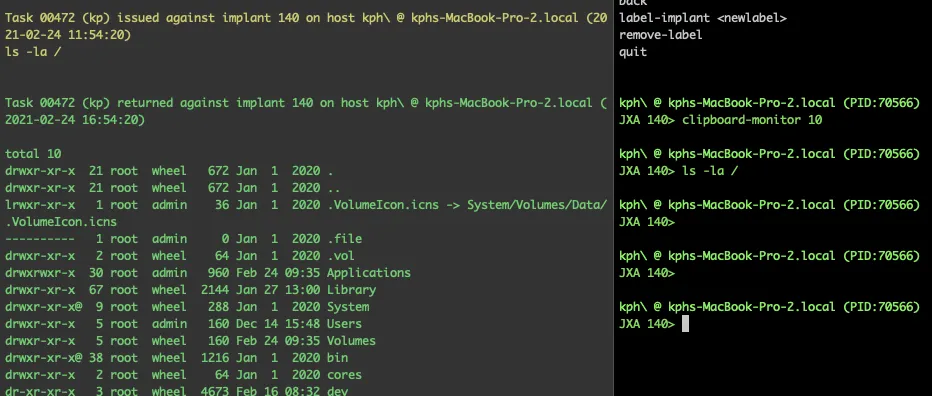 Task 00472 (kp) issued against implant 140 on host kph\ @ kphs-MacBook-Pro-2.local (20
21-02-24 11:54:20)
ls -la /
Task 00472 (kp) returned against implant 140 on host kph\ @ kphs-MacBook-Pro-2.local (
2021-02-24 16:54:20)
total 10
drwxr-xr-x  21 root  wheel   672 Jan  1  2020 .
drwxr-xr-x  21 root  wheel   672 Jan  1  2020 ..
lrwxr-xr-x   1 root  admin    36 Jan  1  2020 .VolumeIcon.icns -> System/Volumes/Data/
.VolumeIcon.icns
----------   1 root  admin     0 Jan  1  2020 .file
drwxr-xr-x   2 root  wheel    64 Jan  1  2020 .vol
drwxrwxr-x  30 root  admin   960 Feb 24 09:35 Applications
drwxr-xr-x  67 root  wheel  2144 Jan 27 13:00 Library
drwxr-xr-x@  9 root  wheel   288 Jan  1  2020 System
drwxr-xr-x   5 root  admin   160 Dec 14 15:48 Users
drwxr-xr-x   5 root  wheel   160 Feb 24 09:35 Volumes
drwxr-xr-x@ 38 root  wheel  1216 Jan  1  2020 bin
drwxr-xr-x   2 root  wheel    64 Jan  1  2020 cores
dr-xr-xr-x   3 root  wheel  4673 Feb 16 08:32 dev
back
label-implant <newlabel>
remove-label
quit
kph\ @ kphs-MacBook-Pro-2.local (PID:70566)
JXA 140> clipboard-monitor 10
kph\ @ kphs-MacBook-Pro-2.local (PID:70566)
JXA 140> ls -la /
kph\ @ kphs-MacBook-Pro-2.local (PID:70566)
JXA 140>
kph\ @ kphs-MacBook-Pro-2.local (PID:70566)
JXA 140>
kph\ @ kphs-MacBook-Pro-2.local (PID:70566)
JXA 140>